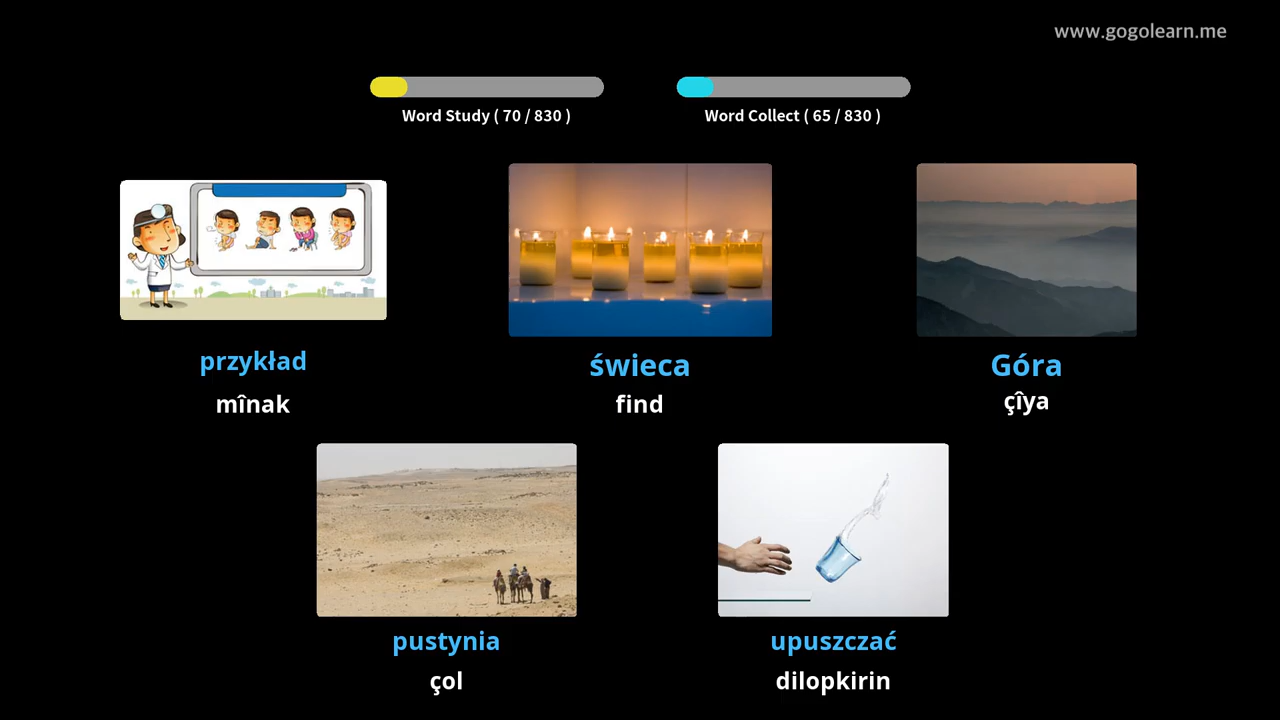 www.gogolearn.me
Word Study ( 70 / 830 )
Word Collect ( 65 / 830 )
przykład
mînak
świeca
find
Góra
çîya
pustynia
çol
upuszczać
dilopkirin